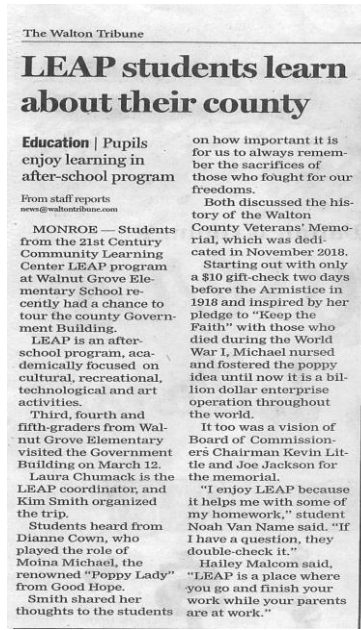 The Walton Tribune
LEAP students learn
about their county
Education | Pupils
enjoy learning in
after-school program
From staff reports
news@waltontribune.com
MONROE — Students
from the 21st Century
Community Learning
Center LEAP program
at Walnut Grove Ele-
mentary School re-
cently had a chance to
tour the county Govern-
ment Building.
LEAP is an after-
school program, aca-
demically focused on
cultural, recreational,
technological and art
activities.
Third, fourth and
fifth-graders from Wal-
nut Grove Elementary
visited the Government
Building on March 12.
Laura Chumack is the
LEAP coordinator, and
Kim Smith organized
the trip.
Students heard from
Dianne Cown, who
played the role of
Moina Michael, the
renowned "Poppy Lady"
from Good Hope.
Smith shared her
thoughts to the students
on how important it is
for us to always remem-
ber the sacrifices of
those who fought for our
freedoms.
Both discussed the his-
tory of the Walton
County Veterans' Memo-
rial, which was dedi-
cated in November 2018.
Starting out with only
a $10 gift-check two days
before the Armistice in
1918 and inspired by her
pledge to "Keep the
Faith" with those who
died during the World
War I, Michael nursed
and fostered the poppy
idea until now it is a bil-
lion dollar enterprise
operation throughout
the world.
It too was a vision of
Board of Commission-
ers Chairman Kevin Lit-
tle and Joe Jackson for
the memorial.
"I enjoy LEAP because
it helps me with some of
my homework," student
Noah Van Name said. "If
I have a question, they
double-check it."
Hailey Malcom said,
"LEAP is a place where
you go and finish your
work while your parents
are at work."